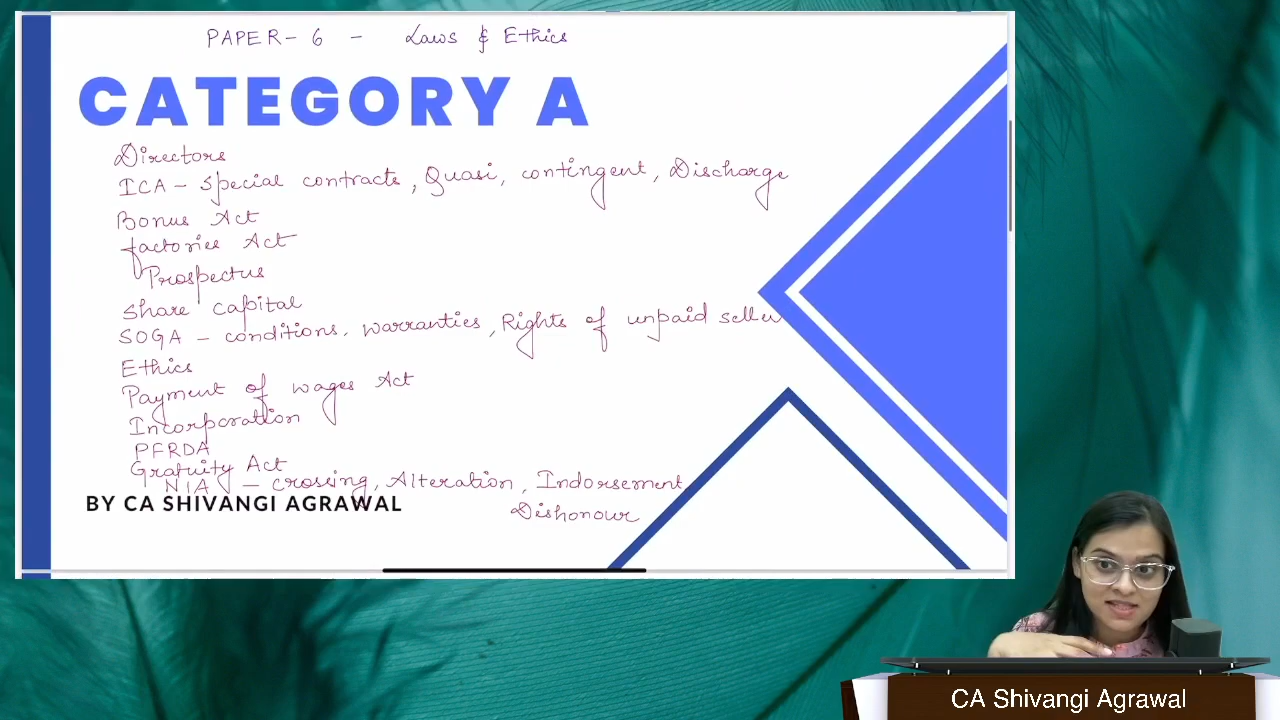 PAPER - 6 - Laws & Ethics
CATEGORY A
Directors
ICA - Special contracts, Quasi, contingent, Discharge
Bonus Act
factories Act
Prospectus
share capital
SOGA - conditions, warranties, Rights of unpaid seller
Ethics
Payment of wages Act
Incorporation
PFRDA
Gratuity Act
NIA - crossing, Alteration, Indorsement
Dishonour
BY CA SHIVANGI AGRAWAL
CA Shivangi Agrawal